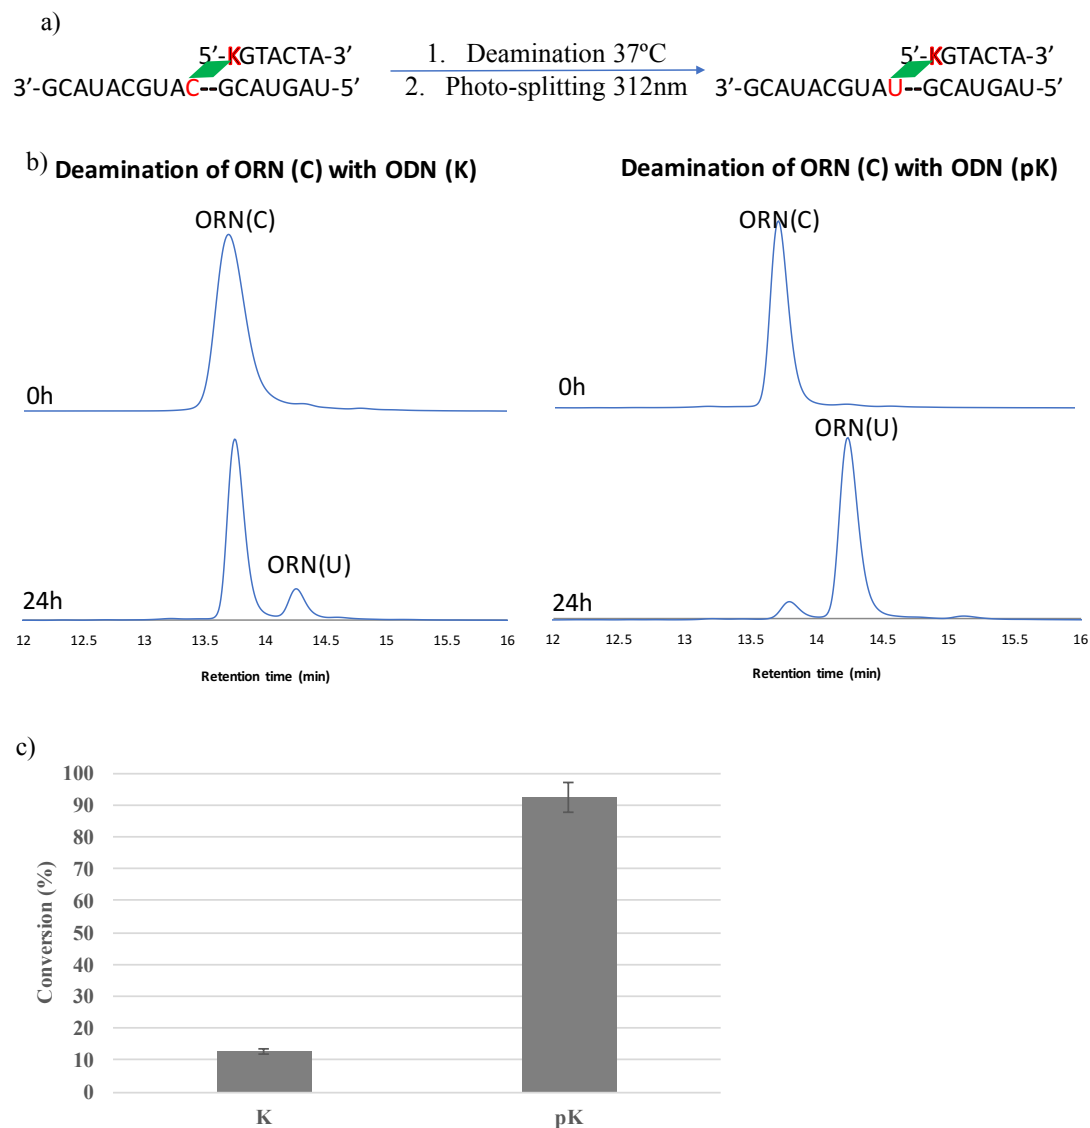 a)
5'-KGTACTA-3'
3'-GCAUACGUAC--GCAUGAU-5'
1. Deamination 37ºC
2. Photo-splitting 312nm
5'-KGTACTA-3'
3'-GCAUACGUAU--GCAUGAU-5'
b)
Deamination of ORN (C) with ODN (K)
ORN(C)
0h
ORN(U)
24h
12 12.5 13 13.5 14 14.5 15 15.5 16
Retention time (min)
Deamination of ORN (C) with ODN (pK)
ORN(C)
0h
ORN(U)
24h
12 12.5 13 13.5 14 14.5 15 15.5 16
Retention time (min)
c)
Conversion (%)
100
90
80
70
60
50
40
30
20
10
0
K pK